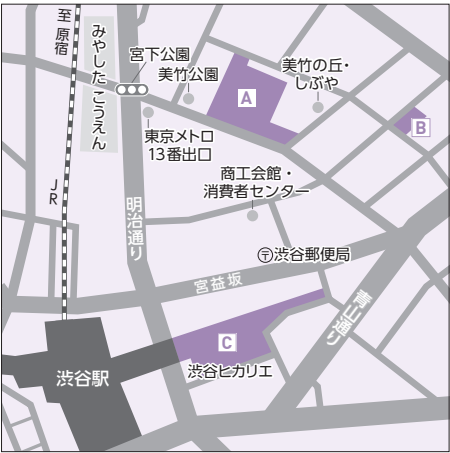 至 原宿
みやした こうえん
宮下公園
美竹公園
美竹の丘・
しぶや
A
B
東京メトロ
13番出口
商工会館・
消費者センター
JR
明治通り
〒渋谷郵便局
宮益坂
青山通り
C
渋谷ヒカリエ
渋谷駅